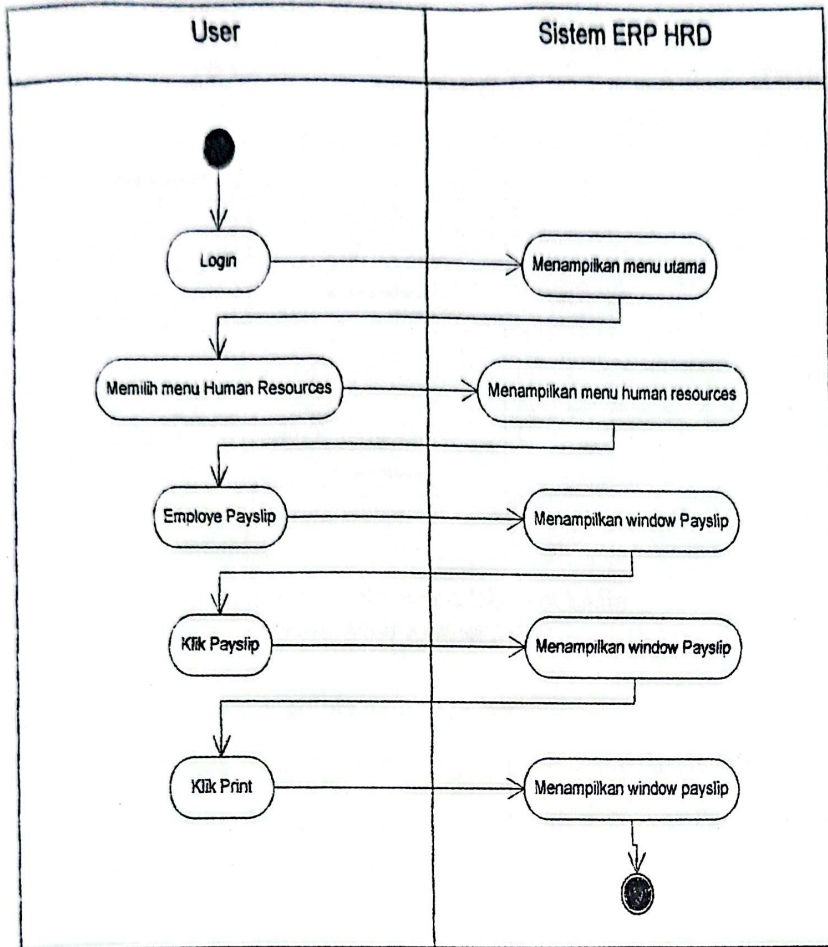 User
Sistem ERP HRD
Login
Menampilkan menu utama
Memilih menu Human Resources
Menampilkan menu human resources
Employe Payslip
Menampilkan window Payslip
Klik Payslip
Menampilkan window Payslip
Klik Print
Menampilkan window payslip